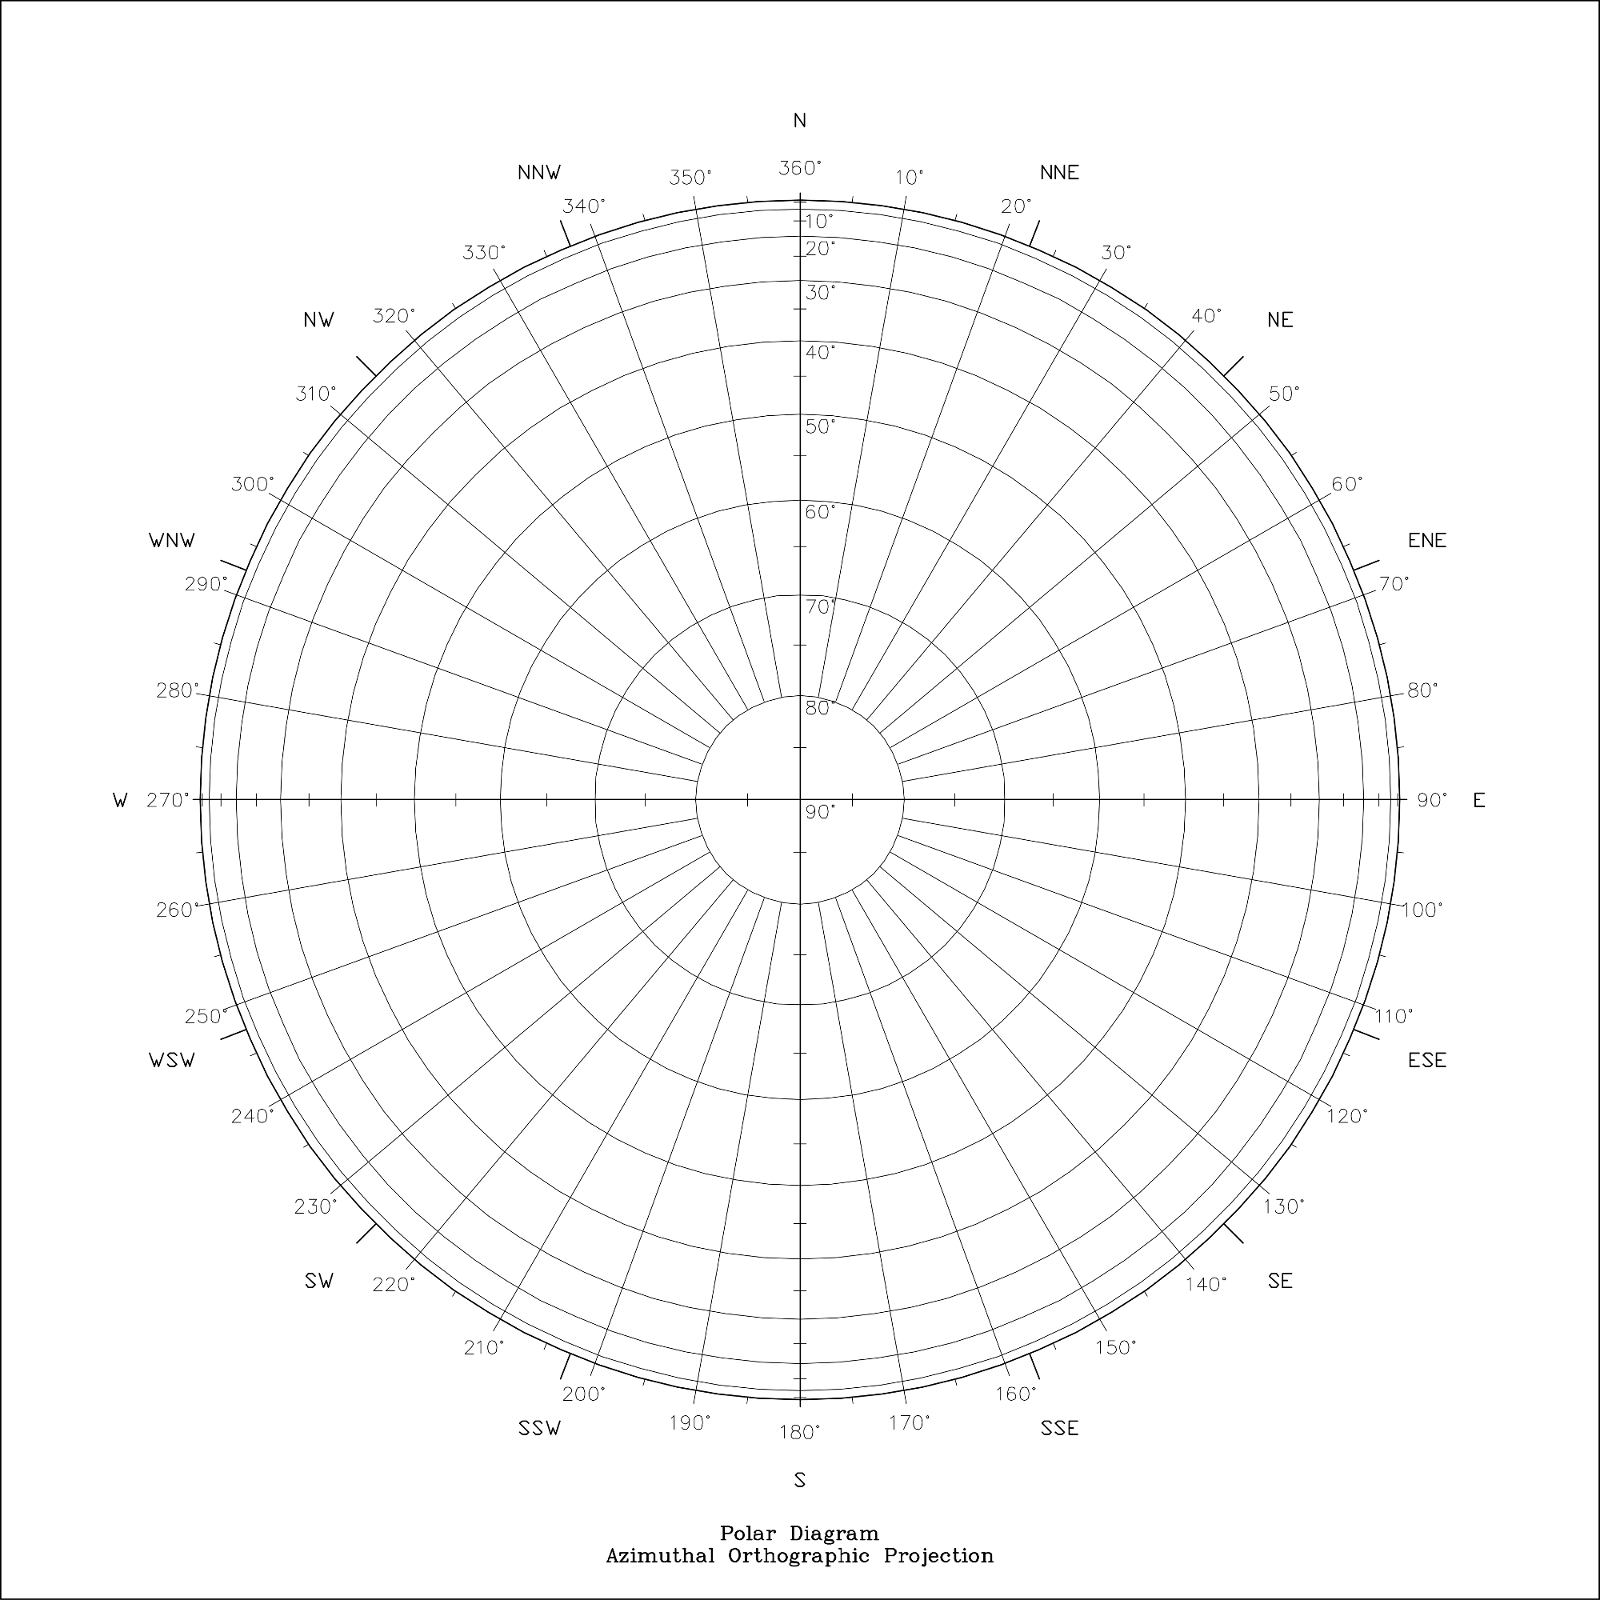 N
NNW 360° NNE
350° 10°
340° 20°
10°
20°
330° 30°
30°
NW 320° 40° NE
40°
310° 50°
50°
300° 60°
60°
WNW ENE
290° 70°
70°
280° 80°
80°
W 270° 90° E
90°
260° 100°
250° 110°
WSW ESE
240° 120°
230° 130°
SW 220° 140° SE
210° 150°
200° 160°
190° 170°
SSW 180° SSE
S
Polar Diagram
Azimuthal Orthographic Projection